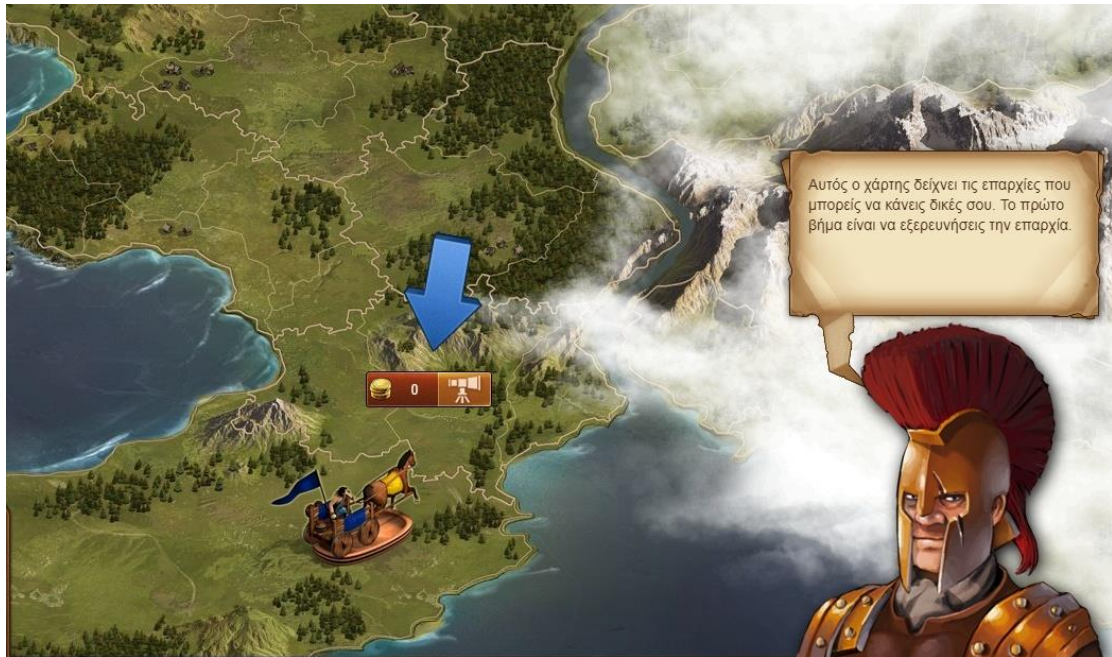 Αυτός ο χάρτης δείχνει τις επαρχίες που
μπορείς να κάνεις δικές σου. Το πρώτο
βήμα είναι να εξερευνήσεις την επαρχία.
0